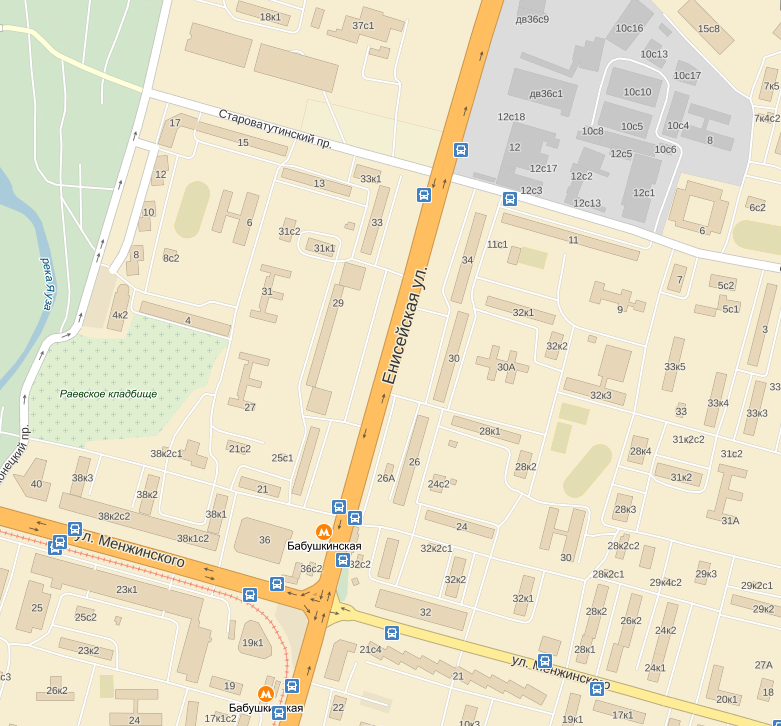 18к1
37с1
дв36с9
10с16
15с8
10с13
10с17
7к5
дв36с1
10с10
12с18
10с4
7к4с2
17
Староватутинский пр.
15
10с8
10с5
8
12
12с5
10с6
12с17
12с2
12
33к1
13
12с3
12с1
12с13
10
6
33
6с2
31с2
6
11
8
8с2
31к1
11с1
34
река Яуза
31
29
7
5с2
4к2
4
Енисейская ул.
32к1
9
5с1
30
32к2
3
30А
33к5
Раевское кладбище
32к3
27
33
33к4
33к3
28к1
31к2с2
38к2с1
21с2
28к4
25с1
26
28к2
40
38к3
26А
24с2
31к2
31с2
38к2
21
38к2с2
38к1
28к3
31А
24
ул. Менжинского
38к1с2
36
Бабушкинская
32к2с1
28к2с2
30
32с2
36с2
28к2с1
29к3
29к4с2
29к2с1
23к1
32к2
32к1
29к2
25
25с2
32
28к2
26к2
24к2
19к1
23к2
21с4
28к1
ул. Менжинского
24к1
27А
26к2
19
21
20к1
18
Бабушкинская
24
17к1с2
22
10к3
19к1
17к1